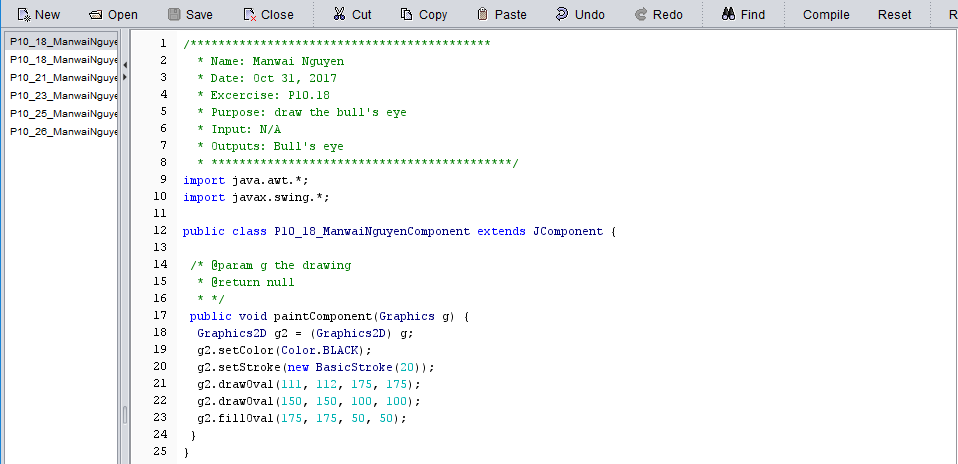 New Open Save Close Cut Copy Paste Undo Redo Find Compile Reset R
P10_18_ManwaiNguye
P10_18_ManwaiNguye
P10_21_ManwaiNguye
P10_23_ManwaiNguye
P10_25_ManwaiNguye
P10_26_ManwaiNguye
1 /*******************************************
2 * Name: Manwai Nguyen
3 * Date: Oct 31, 2017
4 * Excercise: P10.18
5 * Purpose: draw the bull's eye
6 * Input: N/A
7 * Outputs: Bull's eye
8 * *******************************************/
9 import java.awt.*;
10 import javax.swing.*;
11
12 public class P10_18_ManwaiNguyenComponent extends JComponent {
13
14 /* @param g the drawing
15 * @return null
16 * */
17 public void paintComponent(Graphics g) {
18 Graphics2D g2 = (Graphics2D) g;
19 g2.setColor(Color.BLACK);
20 g2.setStroke(new BasicStroke(20));
21 g2.drawOval(111, 112, 175, 175);
22 g2.drawOval(150, 150, 100, 100);
23 g2.fillOval(175, 175, 50, 50);
24 }
25 }